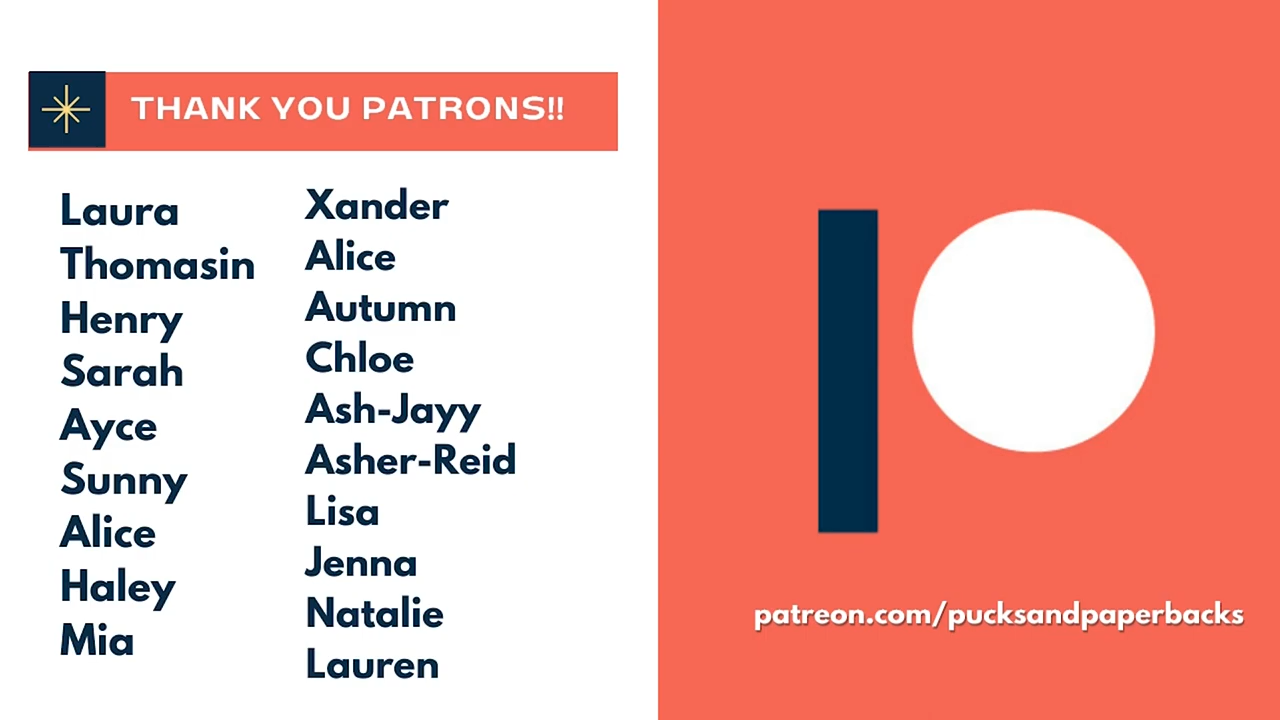 THANK YOU PATRONS!!
Laura
Thomasin
Henry
Sarah
Ayce
Sunny
Alice
Haley
Mia
Xander
Alice
Autumn
Chloe
Ash-Jayy
Asher-Reid
Lisa
Jenna
Natalie
Lauren
patreon.com/pucksandpaperbacks